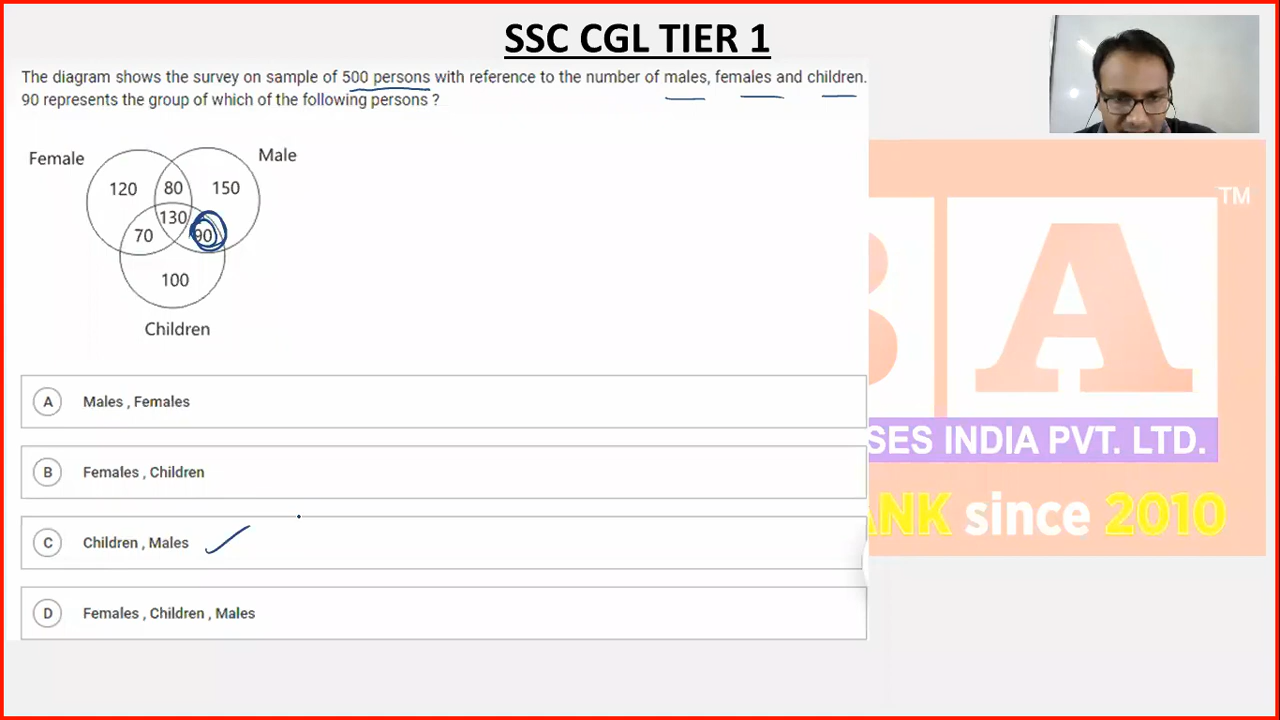 SSC CGL TIER 1
The diagram shows the survey on sample of 500 persons with reference to the number of males, females and children.
90 represents the group of which of the following persons ?
Female
Male
120
80
150
130
70
90
100
Children
A
Males , Females
B
Females , Children
C
Children , Males
D
Females , Children , Males
TM
A
SES INDIA PVT. LTD.
ANK since 2010